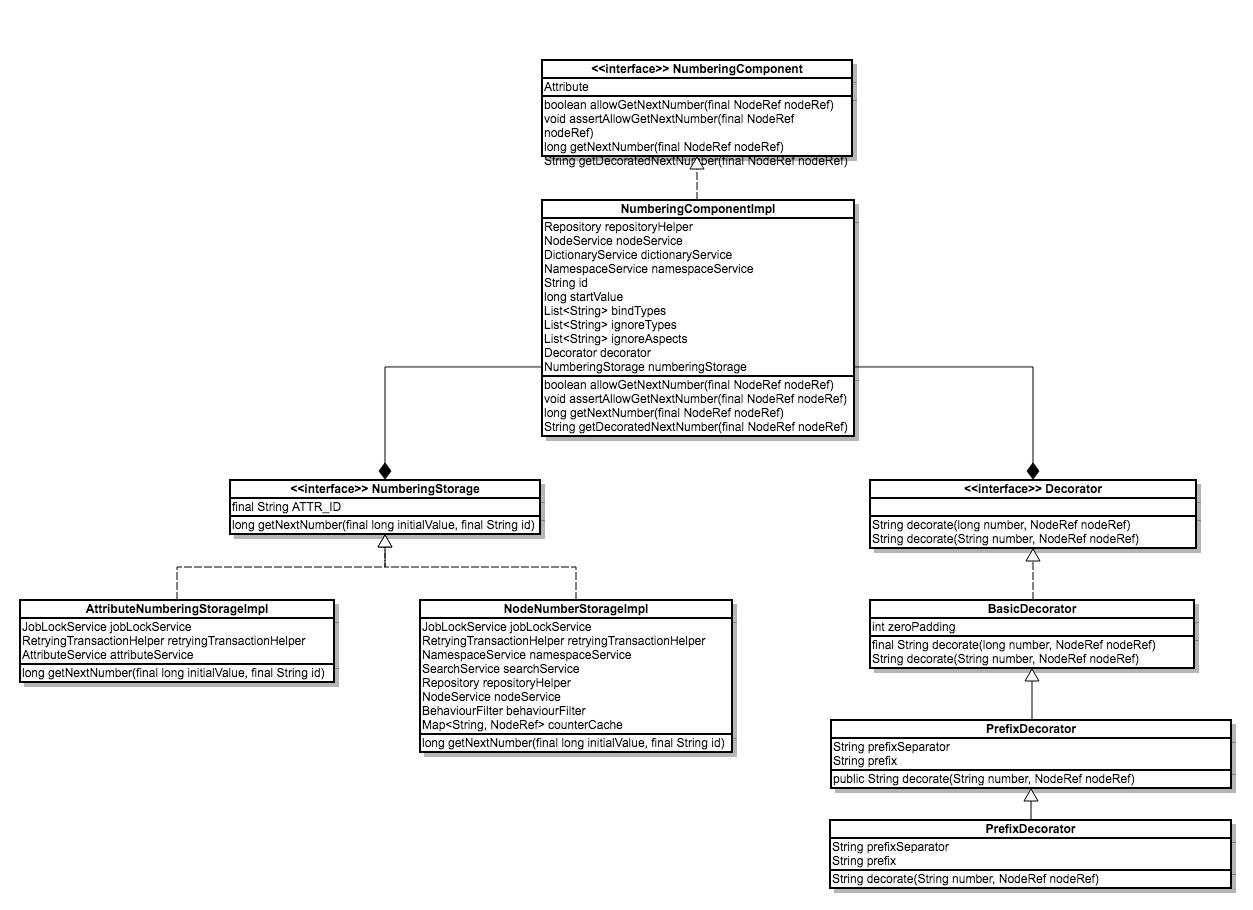 <<interface>> NumberingComponent
Attribute
boolean allowGetNextNumber(final NodeRef nodeRef)
void assertAllowGetNextNumber(final NodeRef
nodeRef)
long getNextNumber(final NodeRef nodeRef)
String getDecoratedNextNumber(final NodeRef nodeRef)
NumberingComponentImpl
Repository repositoryHelper
NodeService nodeService
DictionaryService dictionaryService
NamespaceService namespaceService
String id
long startValue
List<String> bindTypes
List<String> ignoreTypes
List<String> ignoreAspects
Decorator decorator
NumberingStorage numberingStorage
boolean allowGetNextNumber(final NodeRef nodeRef)
void assertAllowGetNextNumber(final NodeRef nodeRef)
long getNextNumber(final NodeRef nodeRef)
String getDecoratedNextNumber(final NodeRef nodeRef)
<<interface>> NumberingStorage
final String ATTR_ID
long getNextNumber(final long initialValue, final String id)
<<interface>> Decorator
String decorate(long number, NodeRef nodeRef)
String decorate(String number, NodeRef nodeRef)
AttributeNumberingStorageImpl
JobLockService jobLockService
RetryingTransactionHelper retryingTransactionHelper
AttributeService attributeService
long getNextNumber(final long initialValue, final String id)
NodeNumberStorageImpl
JobLockService jobLockService
RetryingTransactionHelper retryingTransactionHelper
NamespaceService namespaceService
SearchService searchService
Repository repositoryHelper
NodeService nodeService
BehaviourFilter behaviourFilter
Map<String, NodeRef> counterCache
long getNextNumber(final long initialValue, final String id)
BasicDecorator
int zeroPadding
final String decorate(long number, NodeRef nodeRef)
String decorate(String number, NodeRef nodeRef)
PrefixDecorator
String prefixSeparator
String prefix
public String decorate(String number, NodeRef nodeRef)
PrefixDecorator
String prefixSeparator
String prefix
String decorate(String number, NodeRef nodeRef)